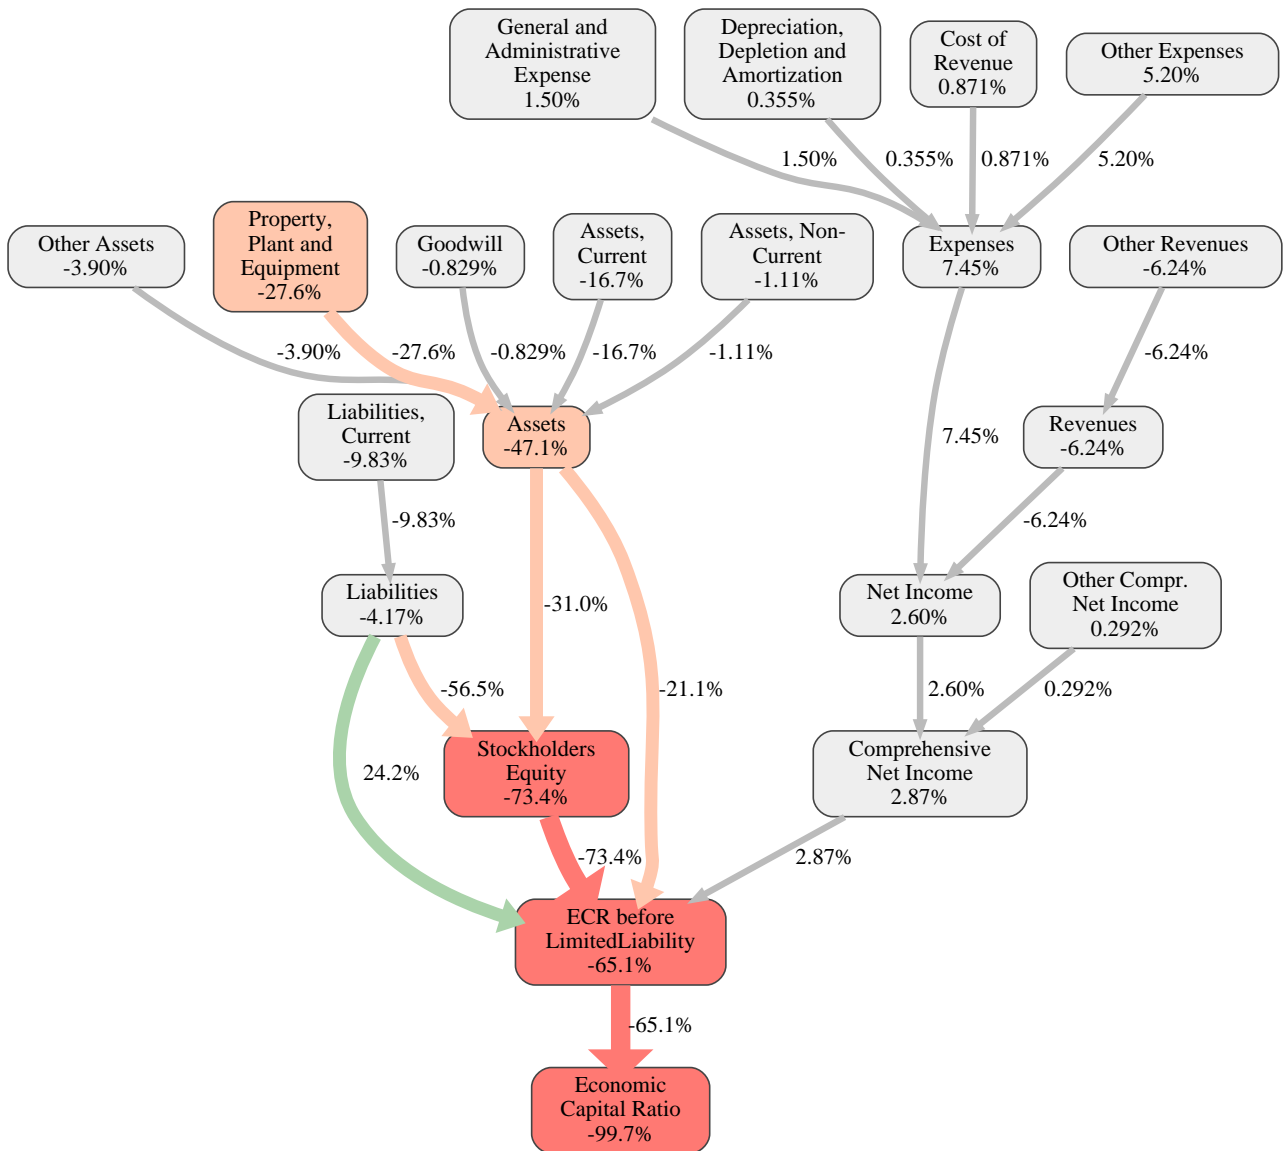 General and
Administrative
Expense
1.50%
Depreciation,
Depletion and
Amortization
0.355%
Cost of
Revenue
0.871%
Other Expenses
5.20%
1.50%
0.355%
0.871%
5.20%
Other Assets
-3.90%
Property,
Plant and
Equipment
-27.6%
Goodwill
-0.829%
Assets,
Current
-16.7%
Assets, Non-
Current
-1.11%
Expenses
7.45%
Other Revenues
-6.24%
-3.90%
-27.6%
-0.829%
-16.7%
-1.11%
-6.24%
Liabilities,
Current
-9.83%
Assets
-47.1%
7.45%
Revenues
-6.24%
-9.83%
-6.24%
Liabilities
-4.17%
-31.0%
Net Income
2.60%
Other Compr.
Net Income
0.292%
-56.5%
-21.1%
2.60%
0.292%
24.2%
Stockholders
Equity
-73.4%
Comprehensive
Net Income
2.87%
-73.4%
2.87%
ECR before
LimitedLiability
-65.1%
-65.1%
Economic
Capital Ratio
-99.7%